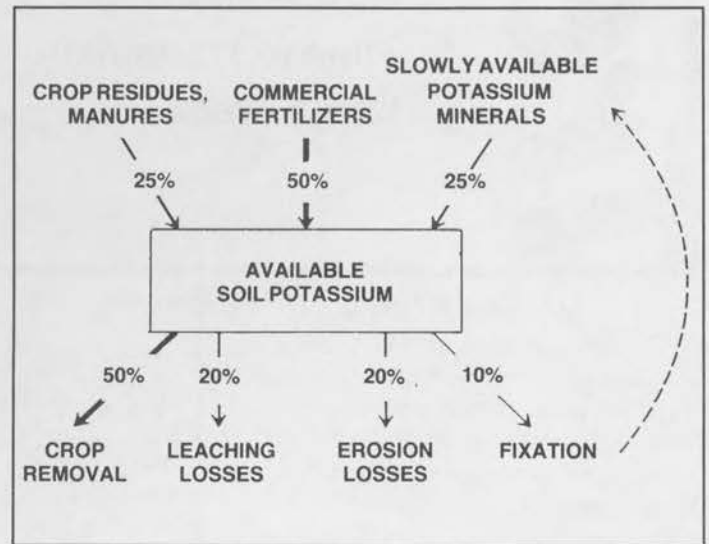 CROP RESIDUES,
MANURES
COMMERCIAL
FERTILIZERS
SLOWLY AVAILABLE
POTASSIUM
MINERALS
25%
50%
25%
AVAILABLE
SOIL POTASSIUM
50%
20%
20%
10%
CROP
REMOVAL
LEACHING
LOSSES
EROSION
LOSSES
FIXATION